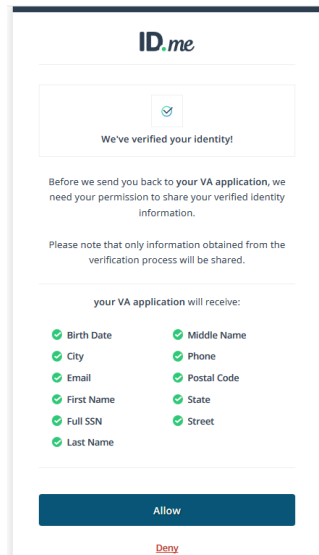 ID.me
We've verified your identity!
Before we send you back to your VA application, we
need your permission to share your verified identity
information.
Please note that only information obtained from the
verification process will be shared.
your VA application will receive:
Birth Date
City
Email
First Name
Full SSN
Last Name
Middle Name
Phone
Postal Code
State
Street
Allow
Deny